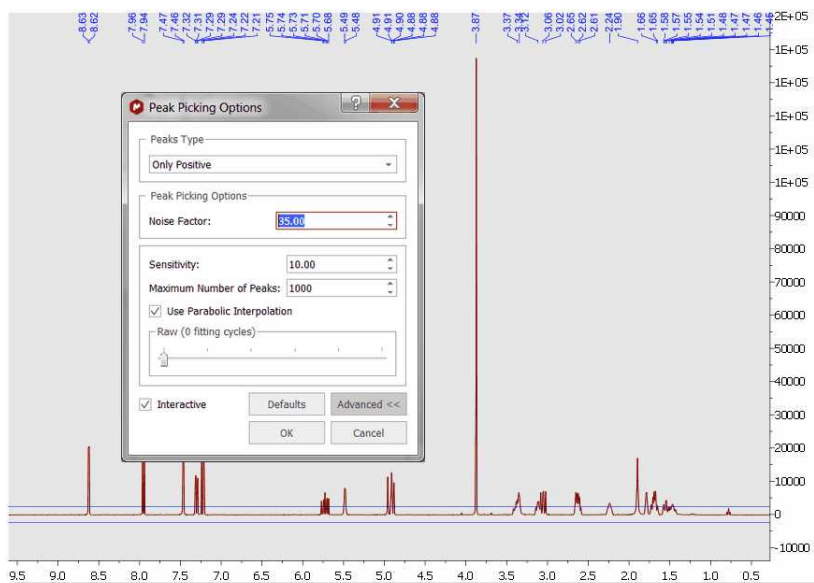 8.63 8.62 7.96 7.94 7.47 7.46 7.32 7.31 7.29 7.29 7.24 7.22 7.21 5.75 5.74 5.73 5.71 5.70 5.68 5.49 5.48 4.91 4.91 4.90 4.88 4.88 4.88 3.87 3.37 3.34 3.12 3.06 3.02 2.65 2.62 2.61 2.24 1.90 1.66 1.65 1.58 1.57 1.55 1.54 1.51 1.48 1.47 1.47 1.46 1.46
2E+05
1E+05
1E+05
1E+05
1E+05
1E+05
90000
80000
70000
60000
50000
40000
30000
20000
10000
0
-10000
Peak Picking Options
Peaks Type
Only Positive
Peak Picking Options
Noise Factor: 35.00
Sensitivity: 10.00
Maximum Number of Peaks: 1000
Use Parabolic Interpolation
Raw (0 fitting cycles)
Interactive
Defaults
Advanced <<
OK
Cancel
9.5 9.0 8.5 8.0 7.5 7.0 6.5 6.0 5.5 5.0 4.5 4.0 3.5 3.0 2.5 2.0 1.5 1.0 0.5